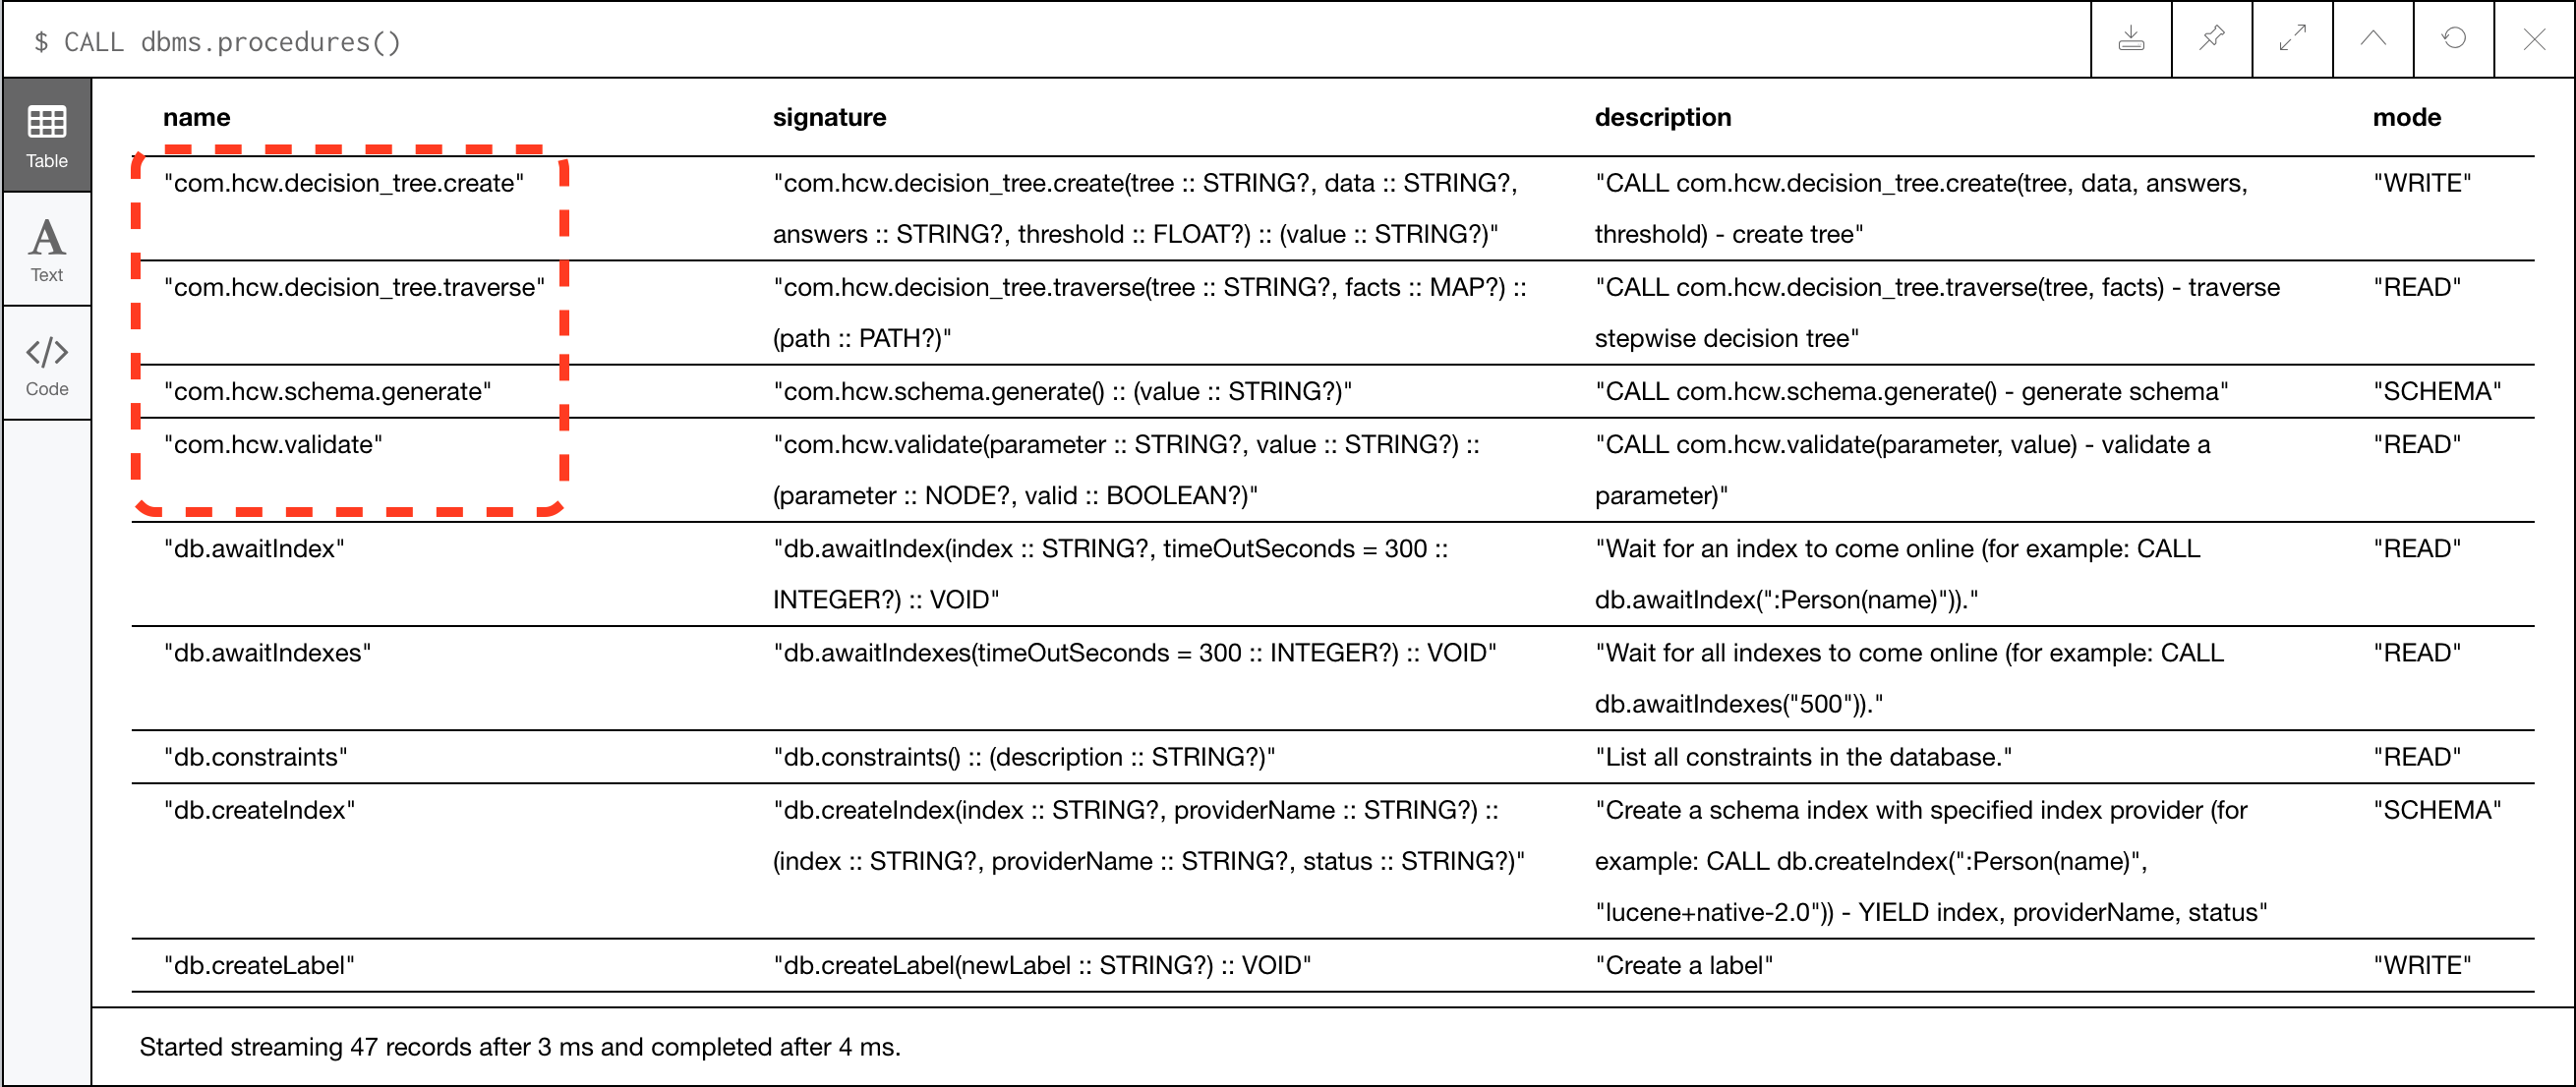 $ CALL dbms.procedures()
Table
Text
Code
name signature description mode
"com.hcw.decision_tree.create" "com.hcw.decision_tree.create(tree :: STRING?, data :: STRING?, "CALL com.hcw.decision_tree.create(tree, data, answers, "WRITE"
answers :: STRING?, threshold :: FLOAT?) :: (value :: STRING?)" threshold) - create tree"
"com.hcw.decision_tree.traverse" "com.hcw.decision_tree.traverse(tree :: STRING?, facts :: MAP?) :: "CALL com.hcw.decision_tree.traverse(tree, facts) - traverse "READ"
(path :: PATH?)" stepwise decision tree"
"com.hcw.schema.generate" "com.hcw.schema.generate() :: (value :: STRING?)" "CALL com.hcw.schema.generate() - generate schema" "SCHEMA"
"com.hcw.validate" "com.hcw.validate(parameter :: STRING?, value :: STRING?) :: "CALL com.hcw.validate(parameter, value) - validate a "READ"
(parameter :: NODE?, valid :: BOOLEAN?)" parameter)"
"db.awaitIndex" "db.awaitIndex(index :: STRING?, timeOutSeconds = 300 :: "Wait for an index to come online (for example: CALL "READ"
INTEGER?) :: VOID" db.awaitIndex(":Person(name)"))."
"db.awaitIndexes" "db.awaitIndexes(timeOutSeconds = 300 :: INTEGER?) :: VOID" "Wait for all indexes to come online (for example: CALL "READ"
db.awaitIndexes("500"))."
"db.constraints" "db.constraints() :: (description :: STRING?)" "List all constraints in the database." "READ"
"db.createIndex" "db.createIndex(index :: STRING?, providerName :: STRING?) :: "Create a schema index with specified index provider (for "SCHEMA"
(index :: STRING?, providerName :: STRING?, status :: STRING?)" example: CALL db.createIndex(":Person(name)",
"lucene+native-2.0")) - YIELD index, providerName, status"
"db.createLabel" "db.createLabel(newLabel :: STRING?) :: VOID" "Create a label" "WRITE"
Started streaming 47 records after 3 ms and completed after 4 ms.